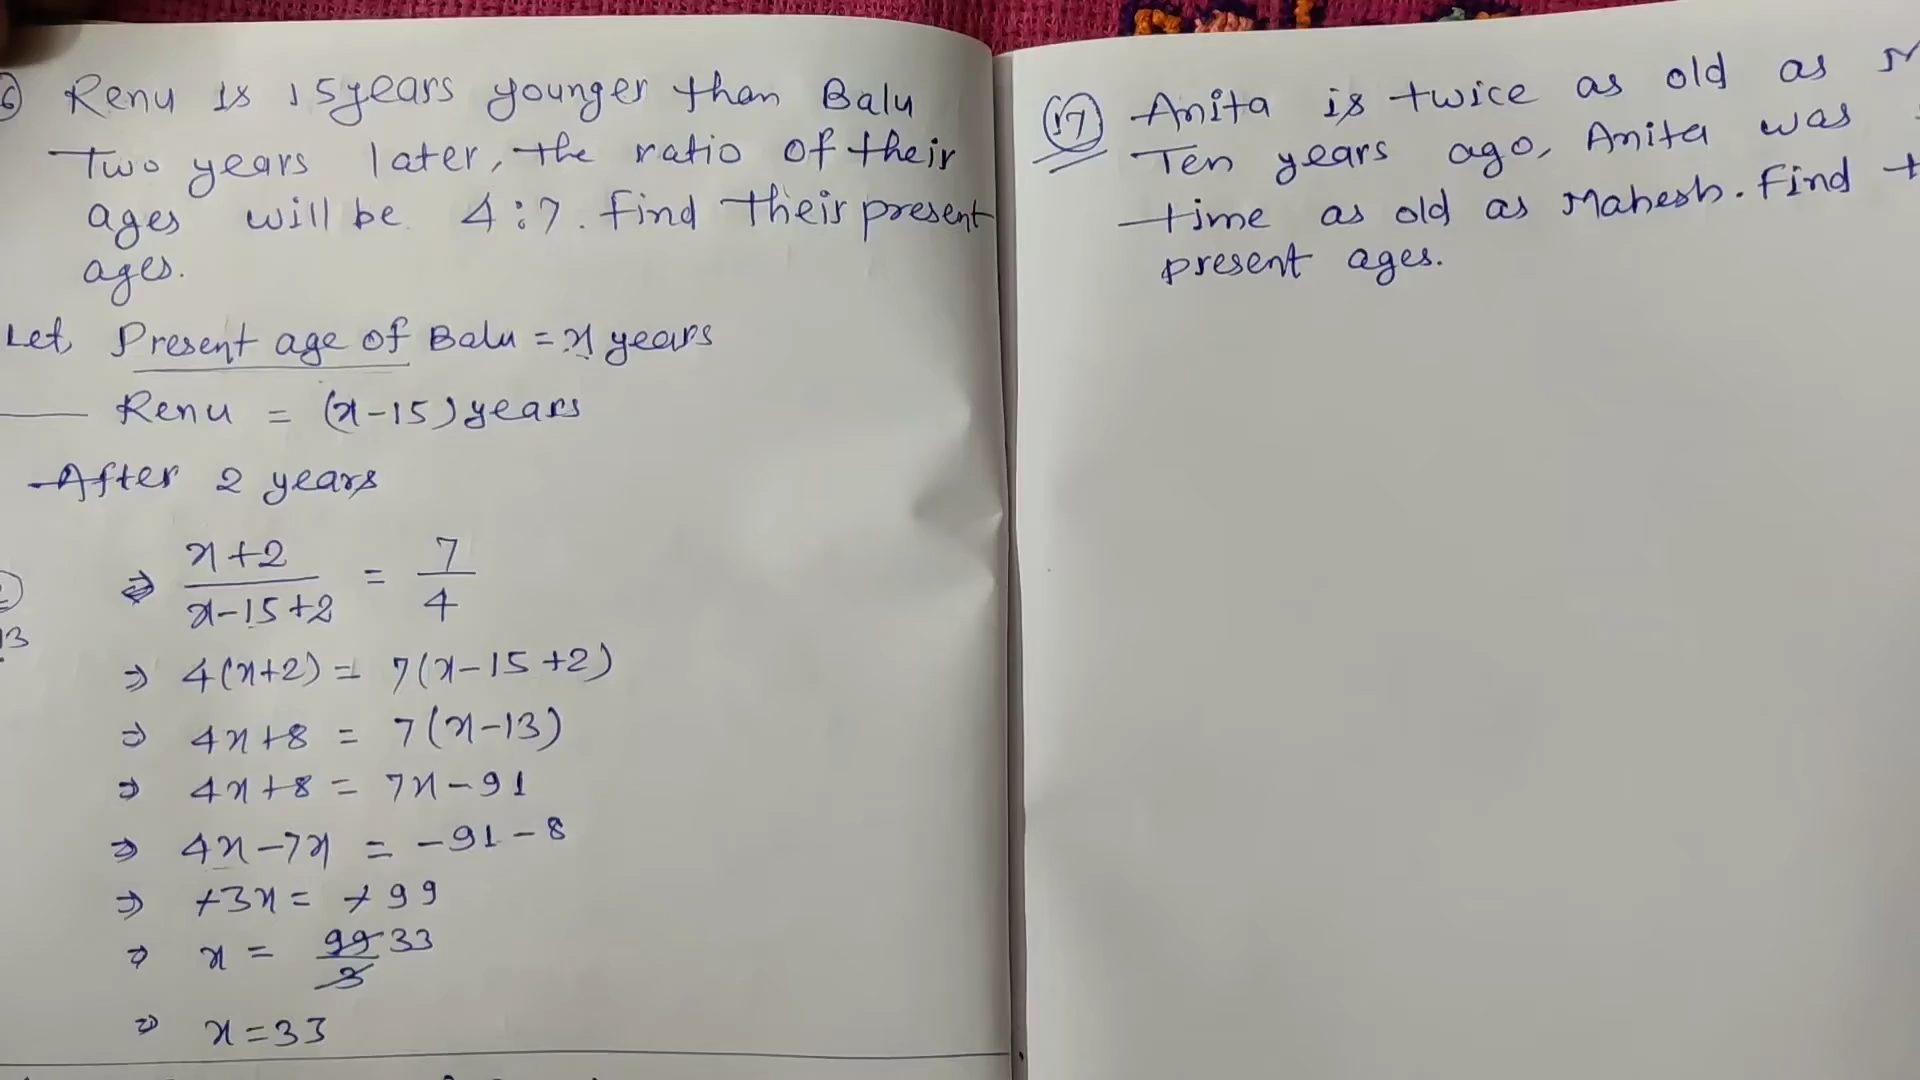 6 Renu is 15years younger than Balu
Two years later, the ratio of their
ages will be 4:7. find their present
ages.
Let, Present age of Balu = x years
Renu = (x-15) years
After 2 years
⇒ x+2 / x-15+2 = 7 / 4
⇒ 4(x+2) = 7(x-15+2)
⇒ 4x+8 = 7(x-13)
⇒ 4x+8 = 7x-91
⇒ 4x-7x = -91-8
⇒ +3x = +99
⇒ x = 99/3 33
⇒ x=33
13
17 Anita is twice as old as
Ten years ago, Anita was
time as old as Mahesh. Find
present ages.